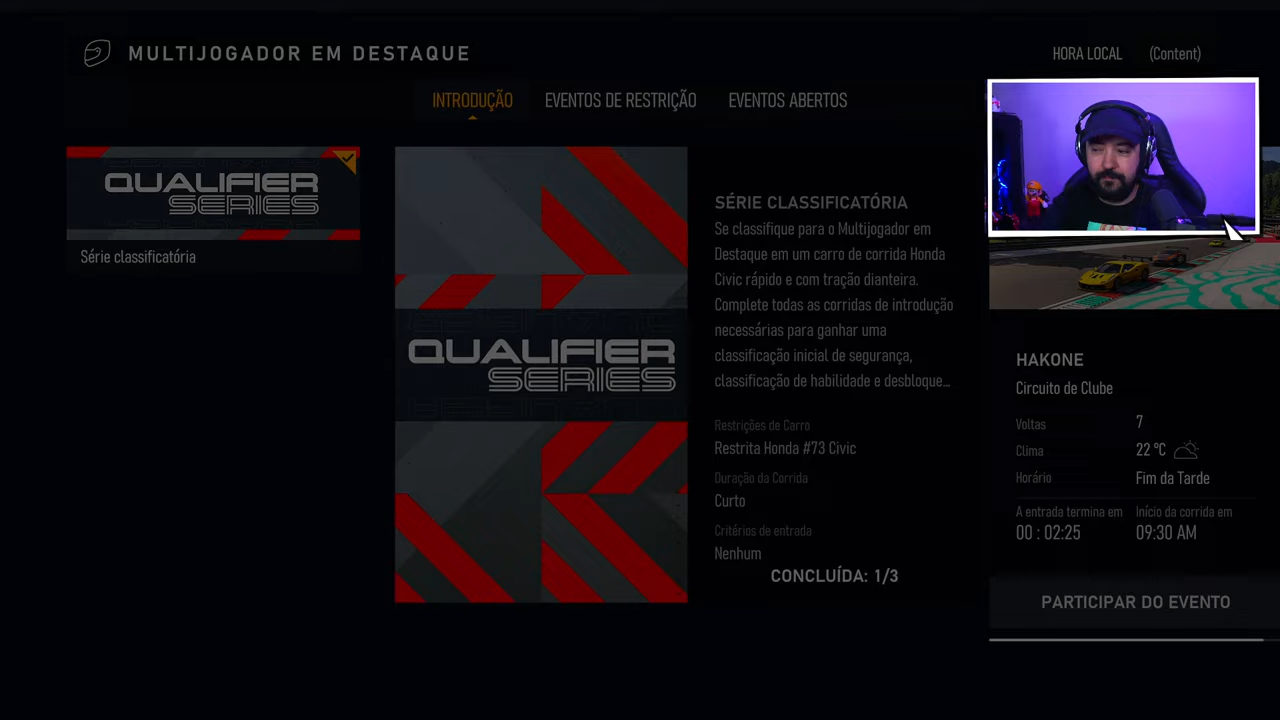 MULTIJOGADOR EM DESTAQUE
HORA LOCAL (Content)
INTRODUÇÃO EVENTOS DE RESTRIÇÃO EVENTOS ABERTOS
QUALIFIER
SERIES
Série classificatória
QUALIFIER
SERIES
SÉRIE CLASSIFICATÓRIA
Se classifique para o Multijogador em
Destaque em um carro de corrida Honda
Civic rápido e com tração dianteira.
Complete todas as corridas de introdução
necessárias para ganhar uma
classificação inicial de segurança,
classificação de habilidade e desbloque...
Restrições de Carro
Restrita Honda #73 Civic
Duração da Corrida
Curto
Critérios de entrada
Nenhum
CONCLUÍDA: 1/3
HAKONE
Circuito de Clube
Voltas 7
Clima 22 °C
Horário Fim da Tarde
A entrada termina em Início da corrida em
00 : 02:25 09:30 AM
PARTICIPAR DO EVENTO